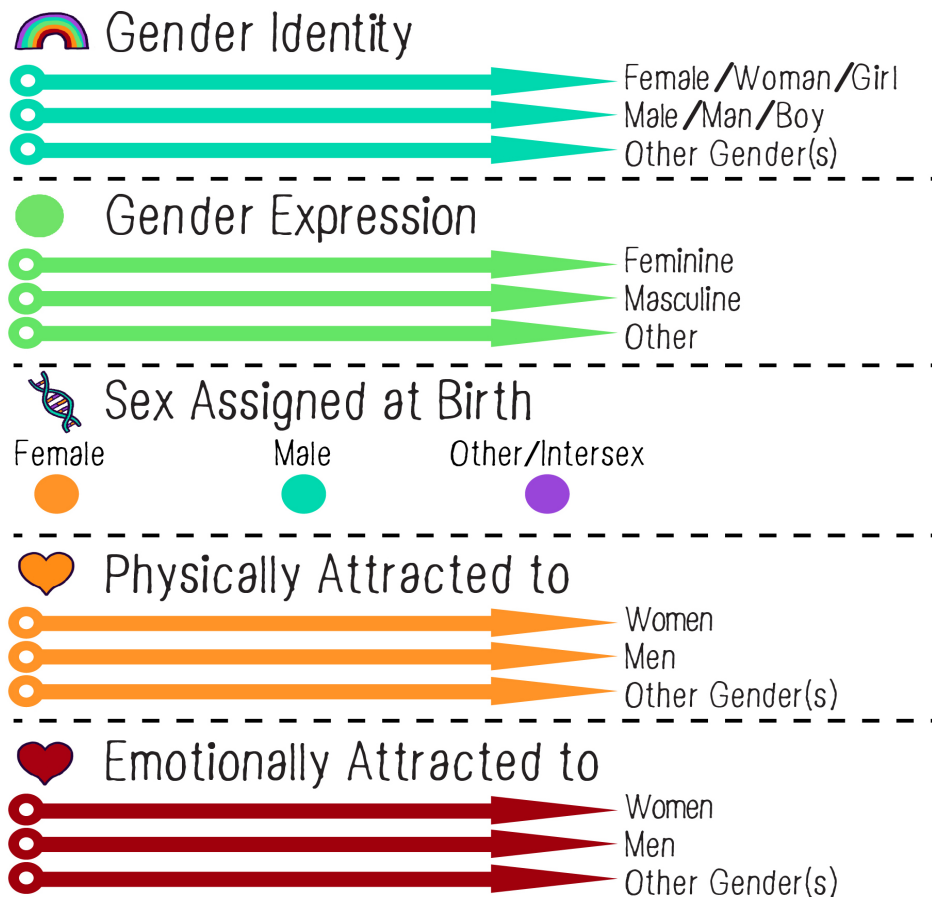 Gender Identity
Female/Woman/Girl
Male/Man/Boy
Other Gender(s)
Gender Expression
Feminine
Masculine
Other
Sex Assigned at Birth
Female Male Other/Intersex
Physically Attracted to
Women
Men
Other Gender(s)
Emotionally Attracted to
Women
Men
Other Gender(s)